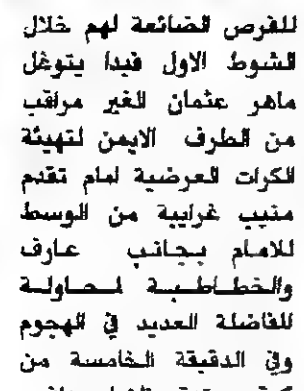 للفرص الضائعة لهم خلال
الشوط الاول فبدا يتوغل
ماهر عثمان الغير مراقب
من الطرف الايمن لتهيئة
الكرات العرضية امام تقدم
منيب غرايبة من الوسط
للامام بجانب عارف
والخطاطبة لمحاولة
للفاضلة العديد في الهجوم
وفي الدقيقة الخامسة من